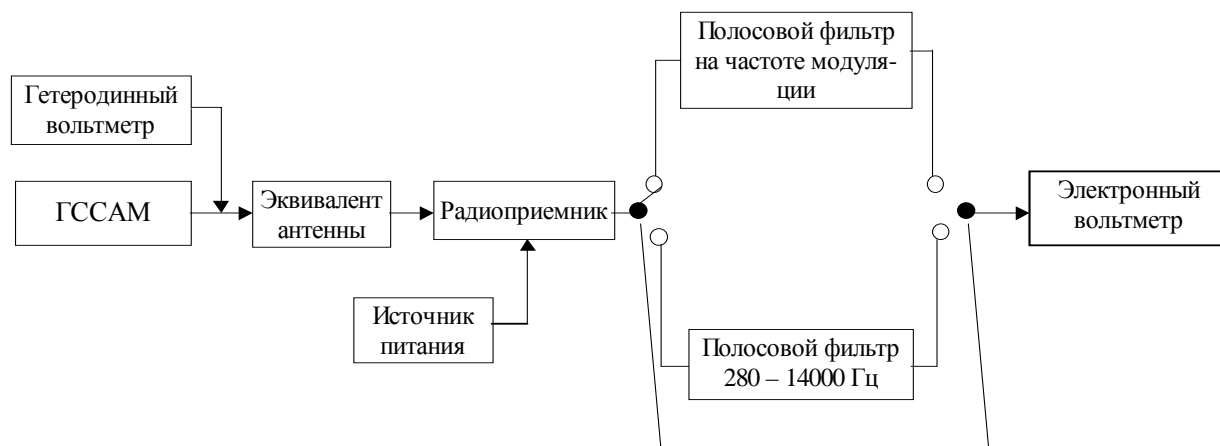 Полосовой фильтр
на частоте модуля-
ции
Гетеродинный
вольтметр
ГССАМ
Эквивалент
антенны
Радиоприемник
Электронный
вольтметр
Источник
питания
Полосовой фильтр
280 – 14000 Гц